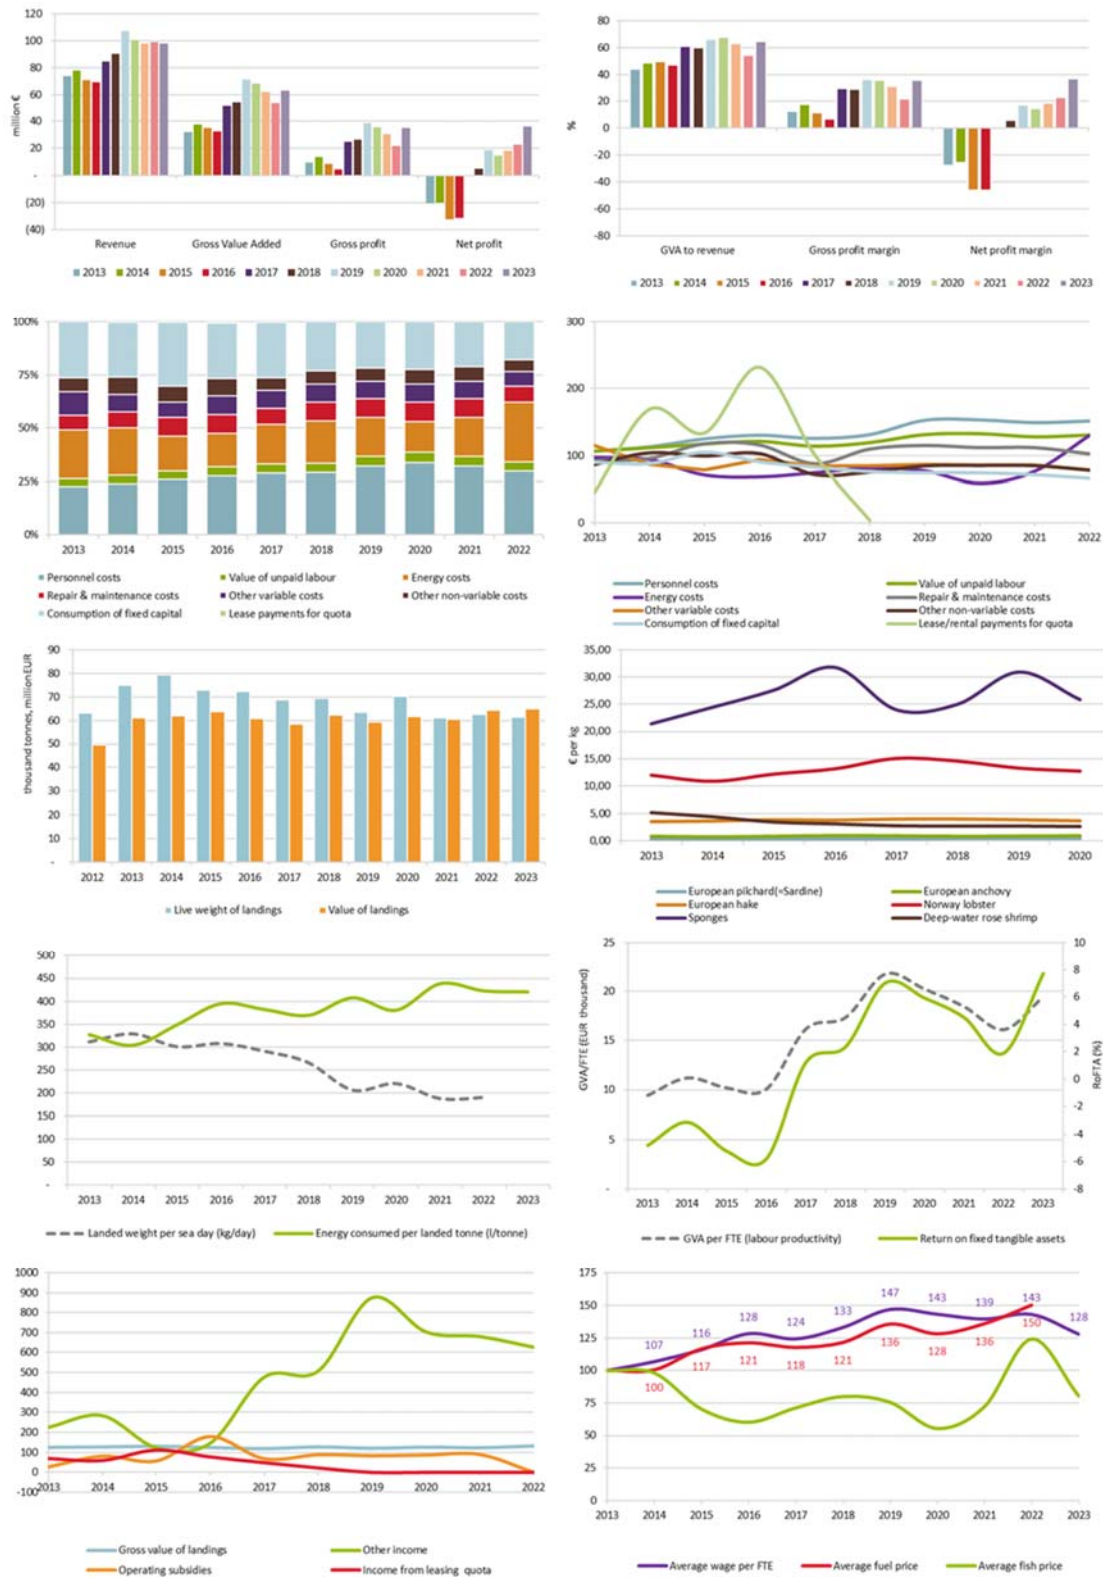 120
100
80
60
40
20
-
(20)
(40)
million €
Revenue Gross Value Added Gross profit Net profit
2013 2014 2015 2016 2017 2018 2019 2020 2021 2022 2023
80
60
40
20
0
-20
-40
-60
-80
%
GVA to revenue Gross profit margin Net profit margin
2013 2014 2015 2016 2017 2018 2019 2020 2021 2022 2023
100%
75%
50%
25%
0%
2013 2014 2015 2016 2017 2018 2019 2020 2021 2022
Personnel costs Value of unpaid labour Energy costs
Repair & maintenance costs Other variable costs Other non-variable costs
Consumption of fixed capital Lease payments for quota
300
200
100
0
2013 2014 2015 2016 2017 2018 2019 2020 2021 2022
Personnel costs Value of unpaid labour
Energy costs Repair & maintenance costs
Other variable costs Other non-variable costs
Consumption of fixed capital Lease/rental payments for quota
90
80
70
60
50
40
30
20
10
-
thousand tonnes, million EUR
2012 2013 2014 2015 2016 2017 2018 2019 2020 2021 2022 2023
Live weight of landings Value of landings
35,00
30,00
25,00
20,00
15,00
10,00
5,00
0,00
€ per kg
2013 2014 2015 2016 2017 2018 2019 2020
European pilchard(=Sardine) European anchovy
European hake Norway lobster
Sponges Deep-water rose shrimp
500
450
400
350
300
250
200
150
100
50
-
2013 2014 2015 2016 2017 2018 2019 2020 2021 2022 2023
Landed weight per sea day (kg/day) Energy consumed per landed tonne (l/tonne)
25
20
15
10
5
-
GVA/FTE (EUR thousand)
10
8
6
4
2
0
-2
-4
-6
-8
RoFTA (%)
2013 2014 2015 2016 2017 2018 2019 2020 2021 2022 2023
GVA per FTE (labour productivity) Return on fixed tangible assets
1000
900
800
700
600
500
400
300
200
100
0
-100
2013 2014 2015 2016 2017 2018 2019 2020 2021 2022
Gross value of landings Other income
Operating subsidies Income from leasing quota
175
150
125
100
75
50
25
0
107 116 128 124 133 147 143 139 143 128
100 117 121 118 121 136 128 136 150
2013 2014 2015 2016 2017 2018 2019 2020 2021 2022 2023
Average wage per FTE Average fuel price Average fish price